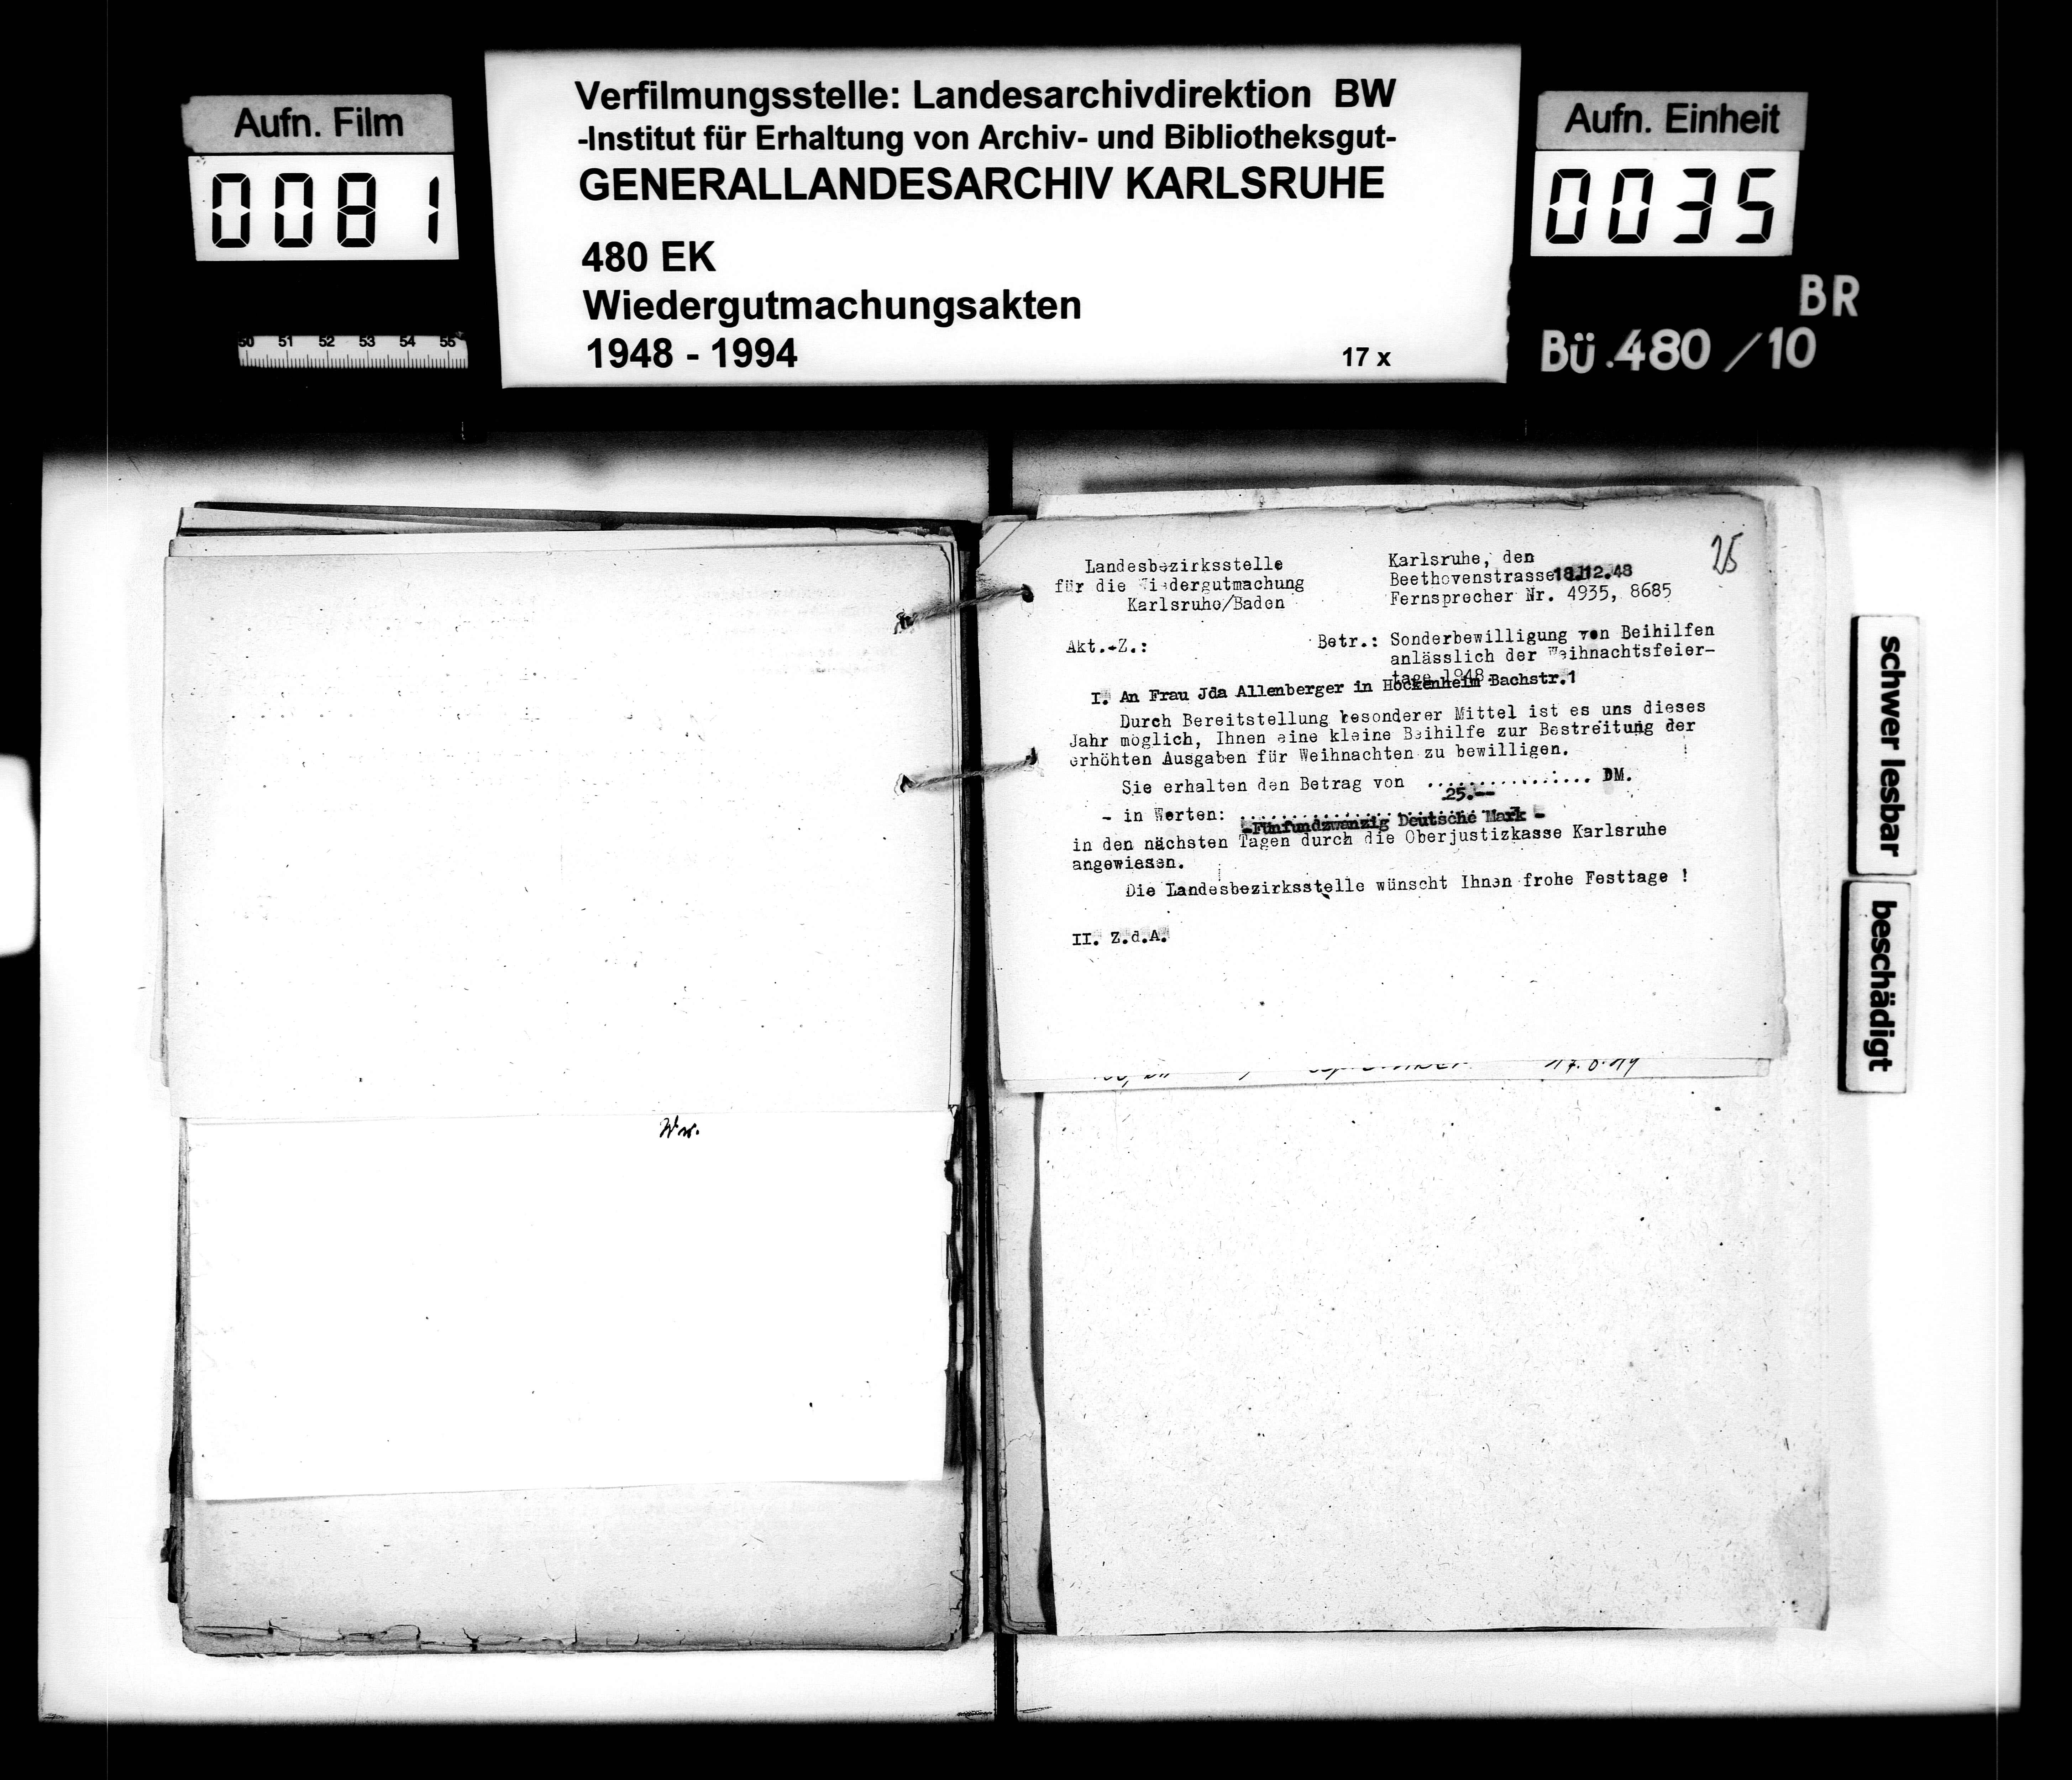 Aufn. Film
0081
Verfilmungsstelle: Landesarchivdirektion BW
-Institut für Erhaltung von Archiv- und Bibliotheksgut-
GENERALLANDESARCHIV KARLSRUHE
480 EK
Wiedergutmachungsakten
1948 - 1994
17 x
Aufn. Einheit
0035
BR
Bü.480/10
50 51 52 53 54 55
25
Landesbezirksstelle
für die Wiedergutmachung
Karlsruhe/Baden
Karlsruhe, den
Beethovenstrasse 12.48
Fernsprecher Nr. 4935, 8685
Akt.-Z.:
Betr.: Sonderbewilligung von Beihilfen
anlässlich der Weihnachtsfeier-
tage 1948.
I. An Frau Jda Allenberger in Hockenheim Bachstr.1
Durch Bereitstellung besonderer Mittel ist es uns dieses
Jahr möglich, Ihnen eine kleine Beihilfe zur Bestreitung der
erhöhten Ausgaben für Weihnachten zu bewilligen.
Sie erhalten den Betrag von ................ DM.
25.--
- in Worten: ........................
-Fünfundzwanzig Deutsche Mark -
in den nächsten Tagen durch die Oberjustizkasse Karlsruhe
angewiesen.
Die Landesbezirksstelle wünscht Ihnen frohe Festtage !
II. Z.d.A.
schwer lesbar
beschädigt